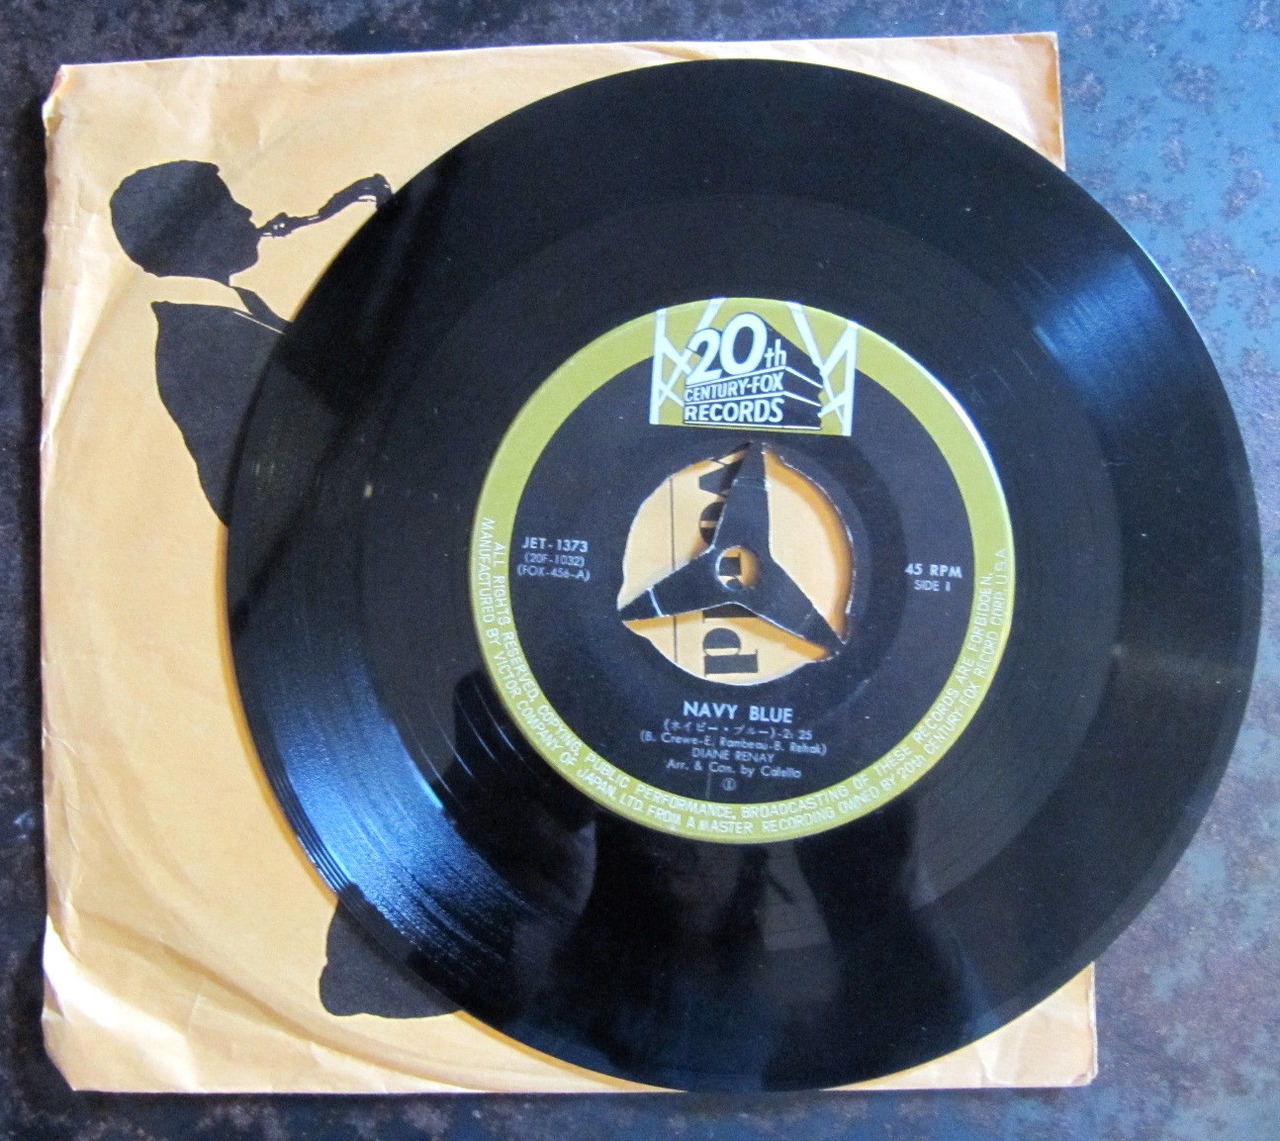 20th
CENTURY-FOX
RECORDS
JET-1373
(20F-1032)
(FOX-456-A)
45 RPM
SIDE 1
NAVY BLUE
(ネイビー・ブルー)-2:25
(B. Crewe-E. Rambeau-B. Rehak)
DIANE RENAY
Arr. & Con. by Calello
ALL RIGHTS RESERVED. COPYING, PUBLIC PERFORMANCE, BROADCASTING OF THESE RECORDS ARE FORBIDDEN.
MANUFACTURED BY VICTOR COMPANY OF JAPAN, LTD. FROM A MASTER RECORDING OWNED BY 20th CENTURY-FOX RECORD CORP. U.S.A.